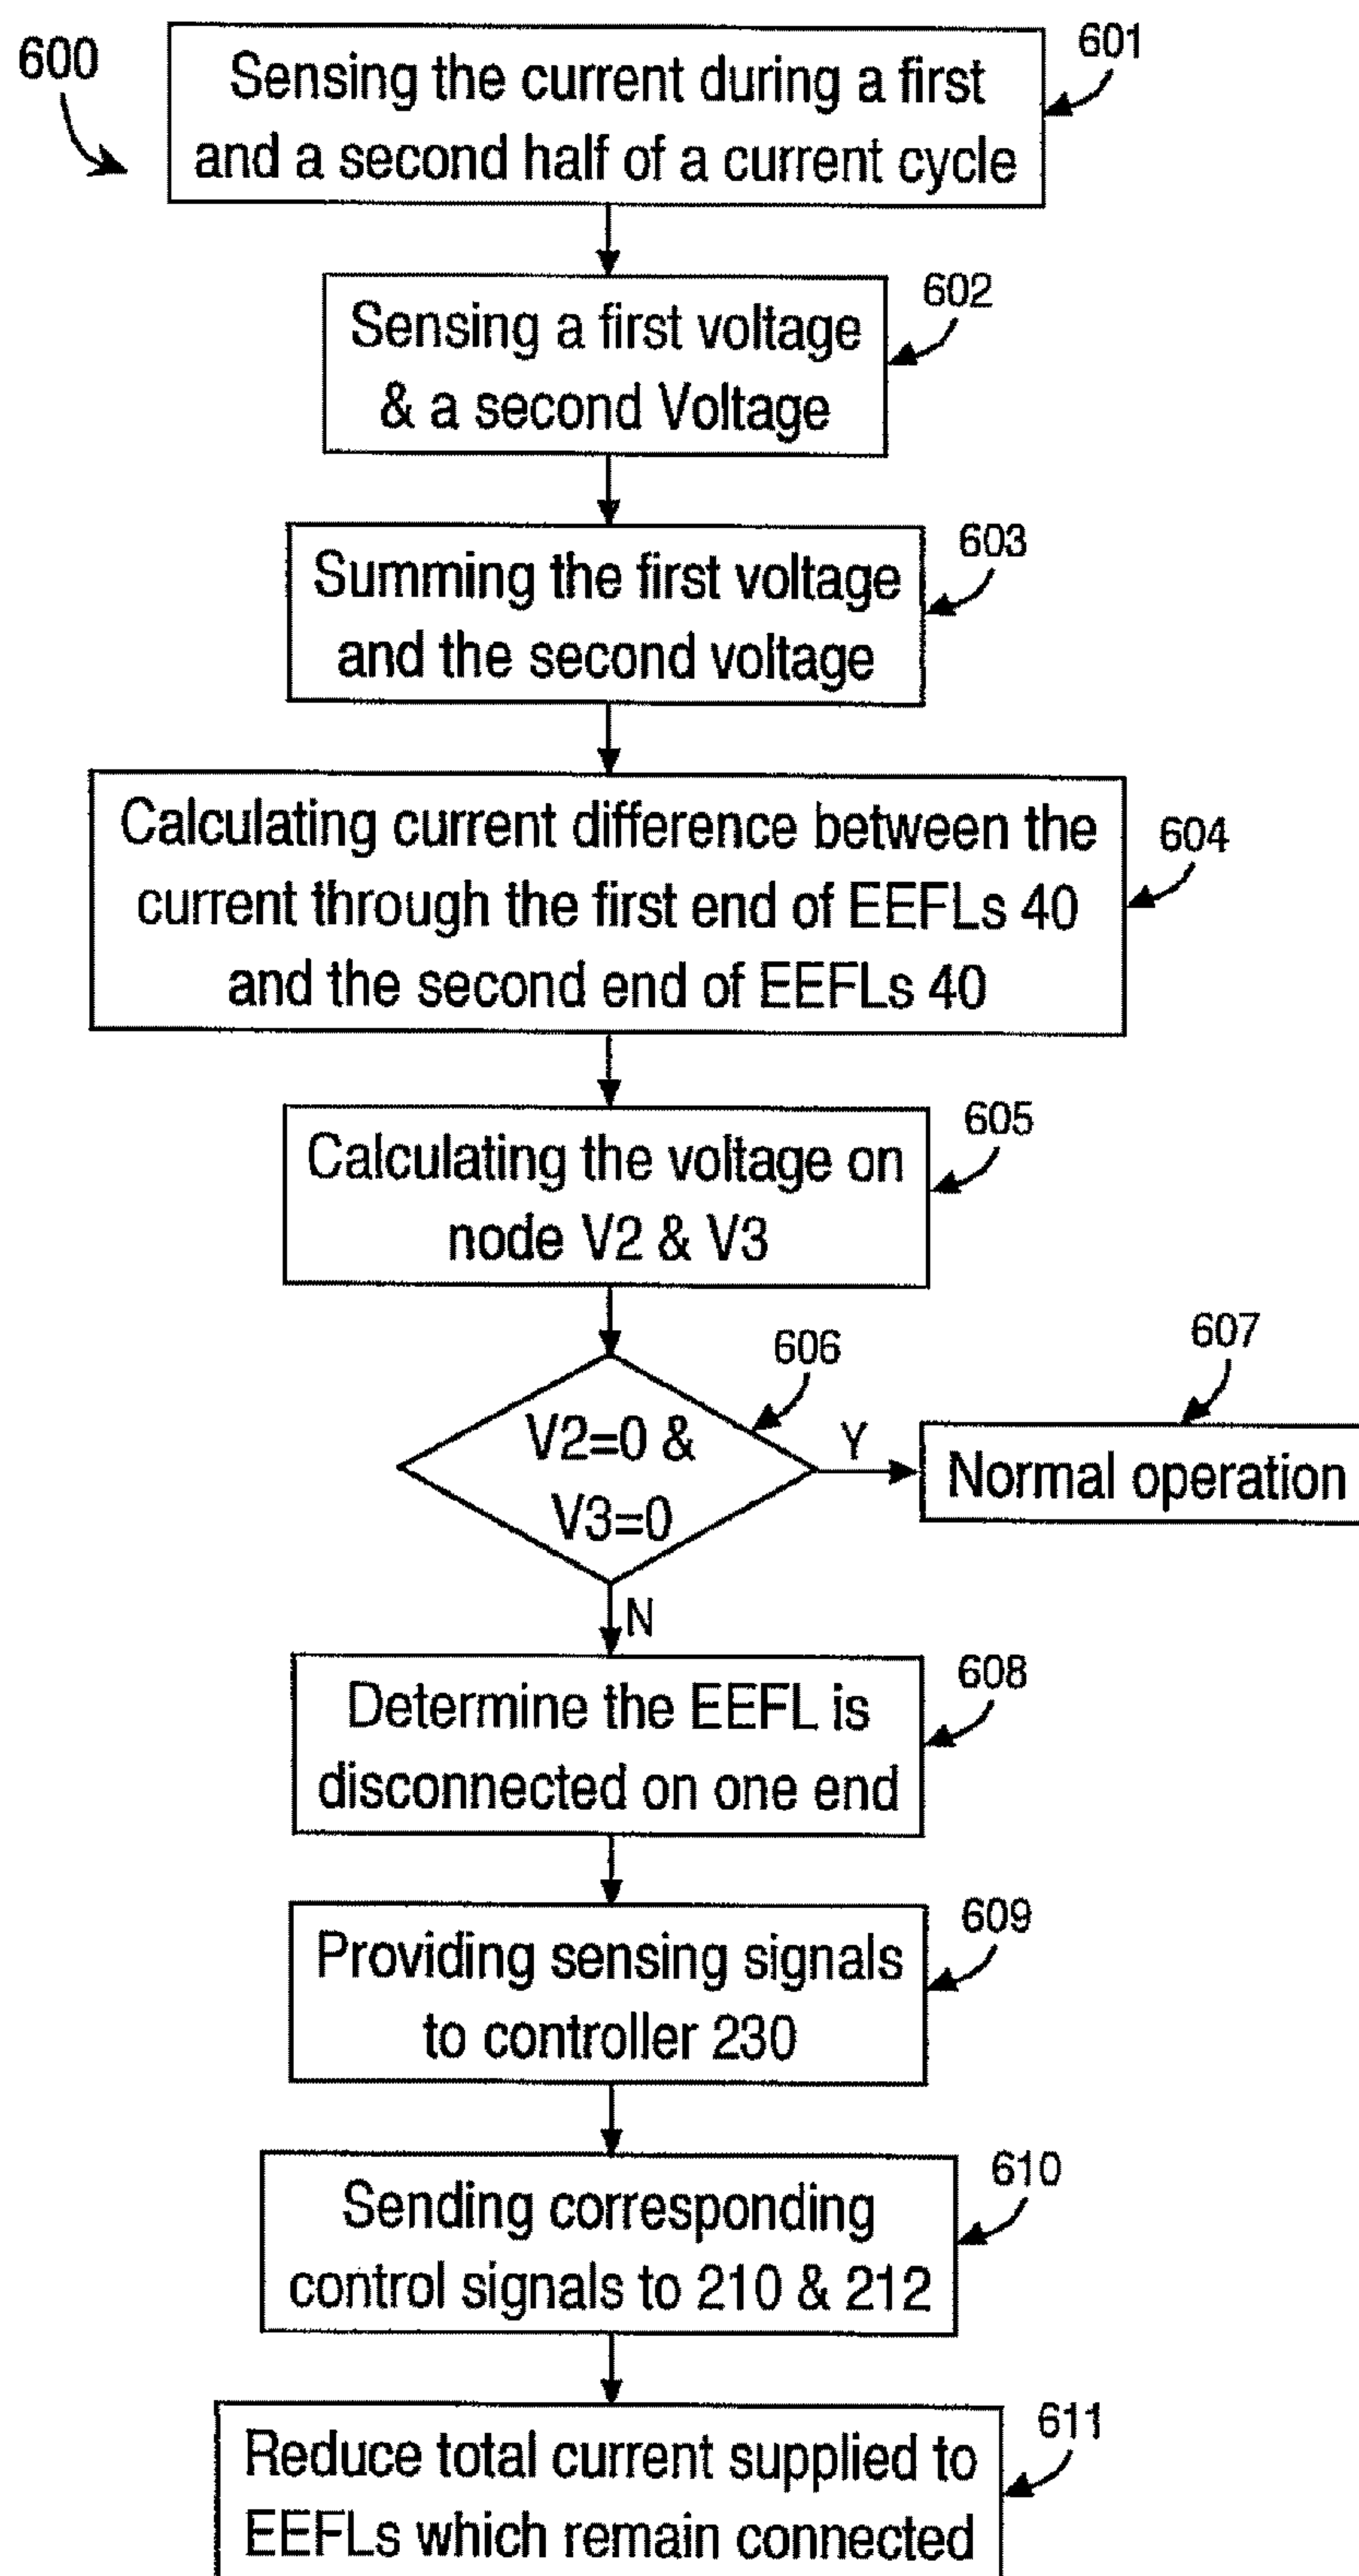 600
601
Sensing the current during a first
and a second half of a current cycle
602
Sensing a first voltage
& a second Voltage
603
Summing the first voltage
and the second voltage
604
Calculating current difference between the
current through the first end of EEFLs 40
and the second end of EEFLs 40
605
Calculating the voltage on
node V2 & V3
606
V2=0 &
V3=0
Y
607
Normal operation
N
608
Determine the EEFL is
disconnected on one end
609
Providing sensing signals
to controller 230
610
Sending corresponding
control signals to 210 & 212
611
Reduce total current supplied to
EEFLs which remain connected